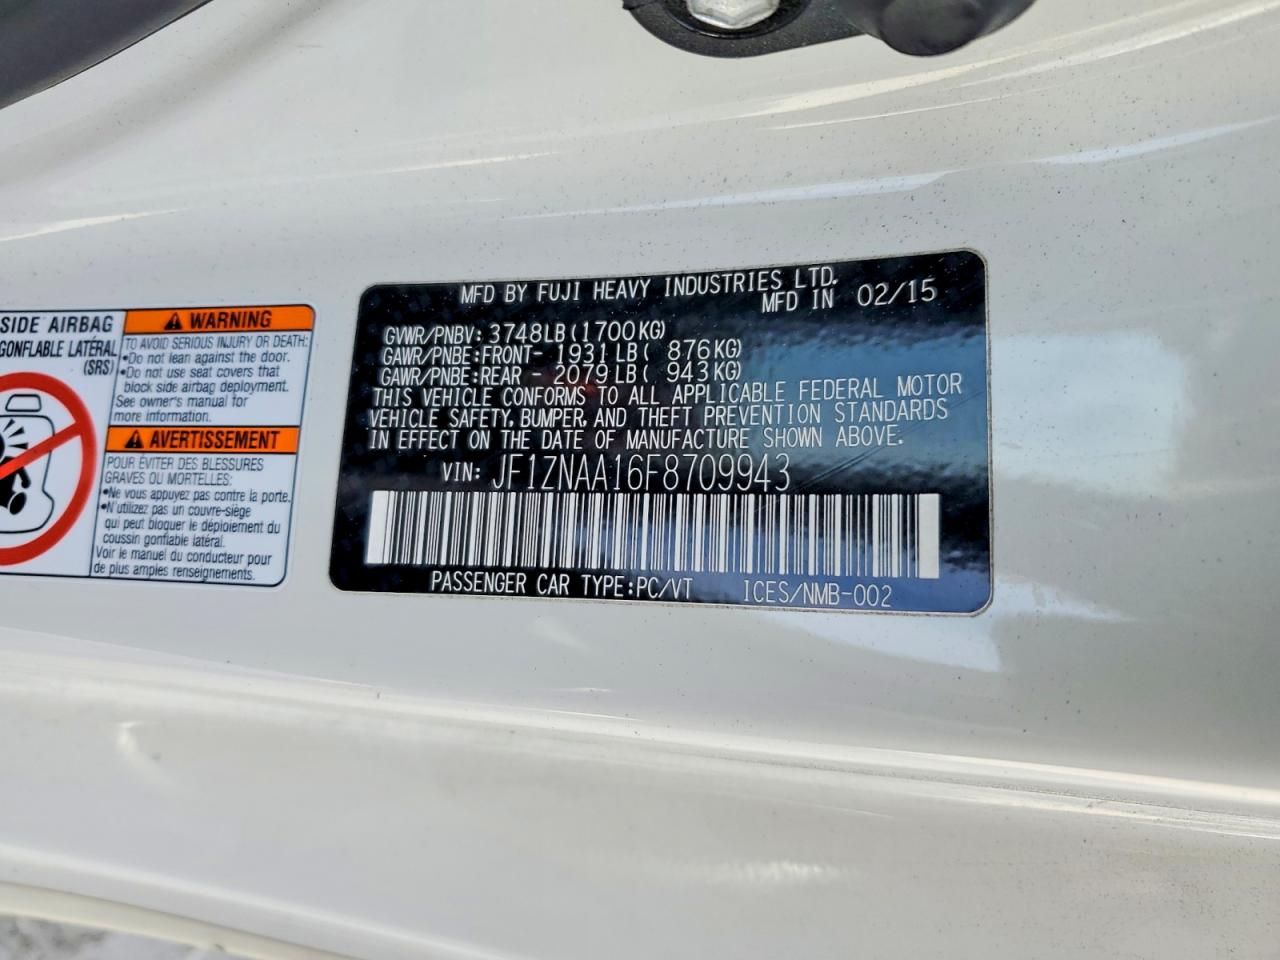 SIDE AIRBAG
GONFLABLE LATÉRAL
(SRS)
WARNING
TO AVOID SERIOUS INJURY OR DEATH:
•Do not lean against the door.
•Do not use seat covers that
block side airbag deployment.
See owner's manual for
more information.
AVERTISSEMENT
POUR ÉVITER LES BLESSURES
GRAVES OU MORTELLES:
•Ne vous appuyez pas contre la porte.
•N'utilizez pas un couvre-siège
qui peut bloquer le déploiement du
coussin gonflable latéral.
Voir le manuel du conducteur pour
de plus amples renseignements.
MFD BY FUJI HEAVY INDUSTRIES LTD.
MFD IN 02/15
GVWR/PNBV: 3748LB(1700KG)
GAWR/PNBE:FRONT- 1931LB( 876KG)
GAWR/PNBE:REAR - 2079LB( 943KG)
THIS VEHICLE CONFORMS TO ALL APPLICABLE FEDERAL MOTOR
VEHICLE SAFETY, BUMPER, AND THEFT PREVENTION STANDARDS
IN EFFECT ON THE DATE OF MANUFACTURE SHOWN ABOVE.
VIN: JF1ZNAA16F8709943
PASSENGER CAR TYPE:PC/VT ICES/NMB-002